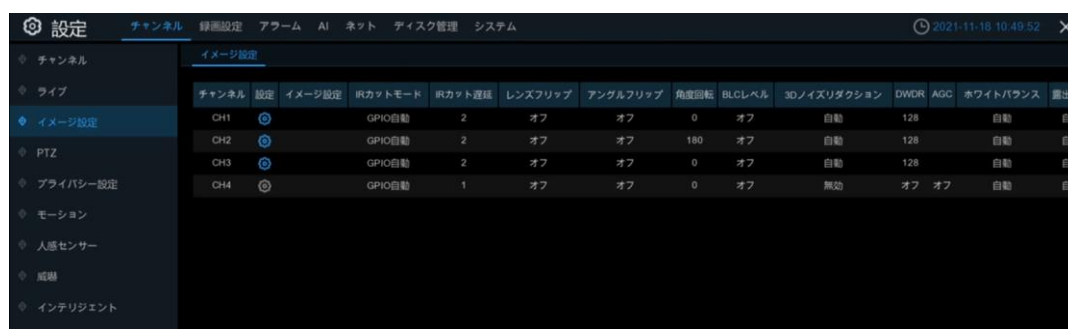 設定 チャンネル 録画設定 アラーム AI ネット ディスク管理 システム 2021-11-16 10:49:52
チャンネル
イメージ設定
ライブ
チャンネル 設定 イメージ設定 IRカットモード IRカット遅延 レンズフリップ アングルフリップ 角度回転 BLCレベル 3Dノイズリダクション DWDR AGC ホワイトバランス 露出
CH1 GPIO自動 2 オフ オフ 0 オフ 自動 128 自動
イメージ設定
CH2 GPIO自動 2 オフ オフ 180 オフ 自動 128 自動
PTZ
CH3 GPIO自動 2 オフ オフ 0 オフ 自動 128 自動
プライバシー設定
CH4 GPIO自動 1 オフ オフ 0 オフ 無効 オフ オフ 自動
モーション
人感センサー
威嚇
インテリジェント